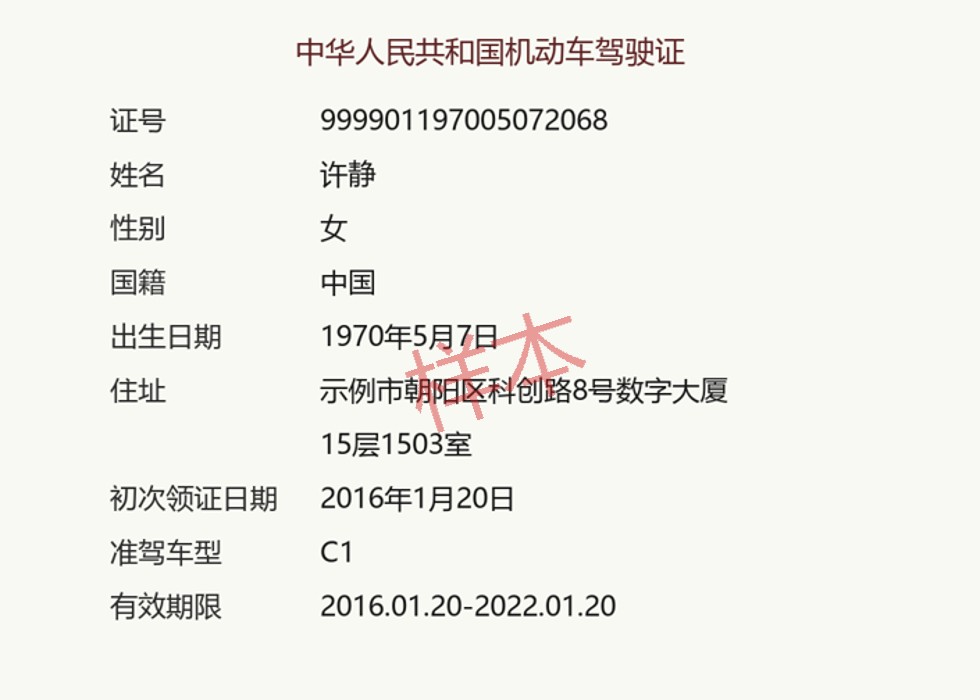 中华人民共和国机动车驾驶证
证号 999901197005072068
姓名 许静
性别 女
国籍 中国
出生日期 1970年5月7日
住址 示例市朝阳区科创路8号数字大厦
15层1503室
初次领证日期 2016年1月20日
准驾车型 C1
有效期限 2016.01.20-2022.01.20
样本